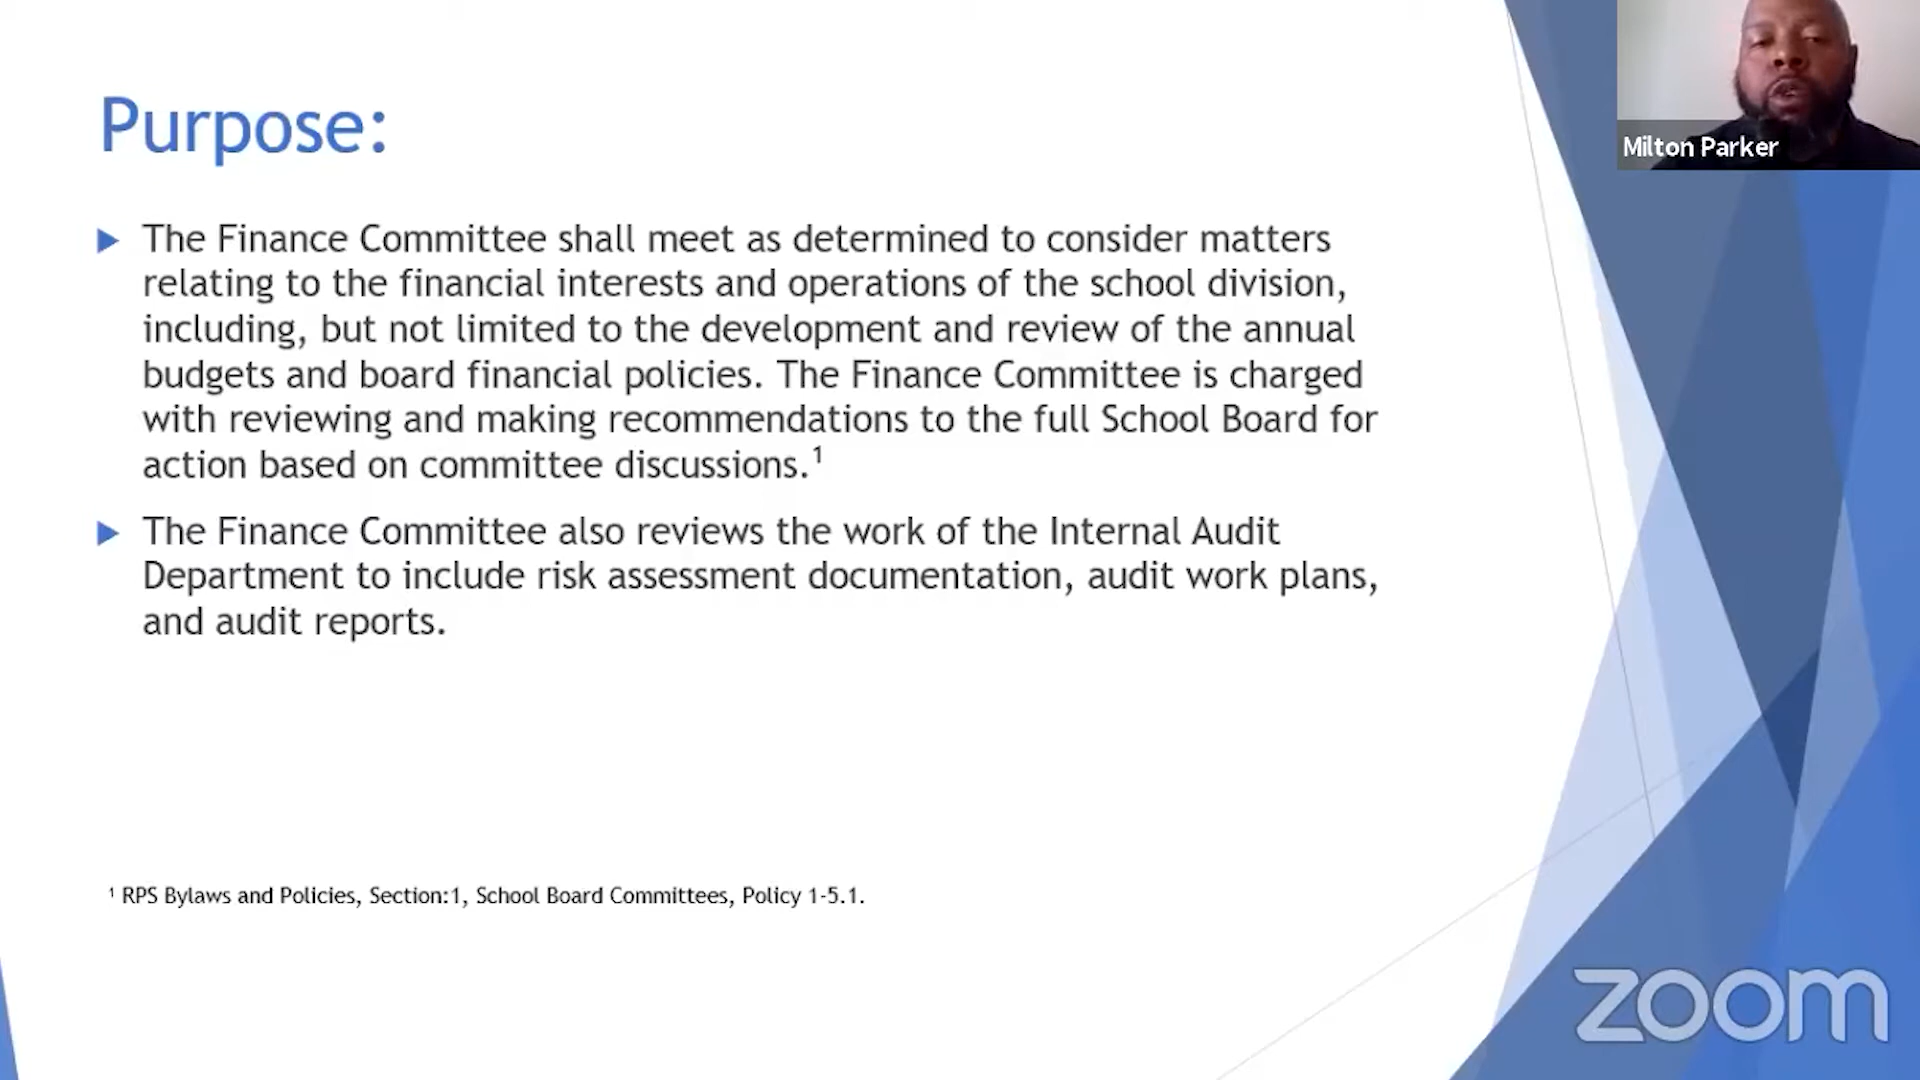 Purpose:
The Finance Committee shall meet as determined to consider matters
relating to the financial interests and operations of the school division,
including, but not limited to the development and review of the annual
budgets and board financial policies. The Finance Committee is charged
with reviewing and making recommendations to the full School Board for
action based on committee discussions.¹
The Finance Committee also reviews the work of the Internal Audit
Department to include risk assessment documentation, audit work plans,
and audit reports.
¹ RPS Bylaws and Policies, Section:1, School Board Committees, Policy 1-5.1.
Milton Parker
zoom